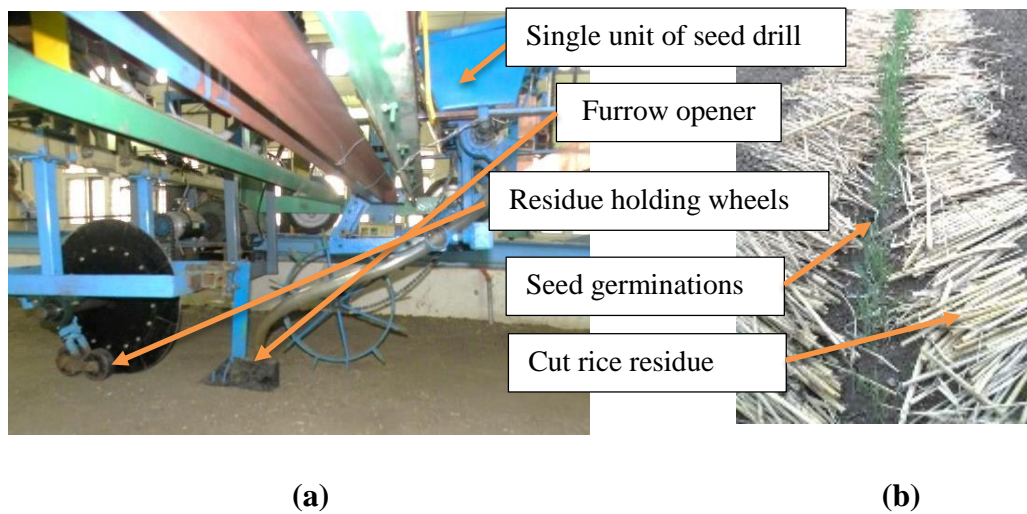 Single unit of seed drill
Furrow opener
Residue holding wheels
Seed germinations
Cut rice residue
(a)
(b)